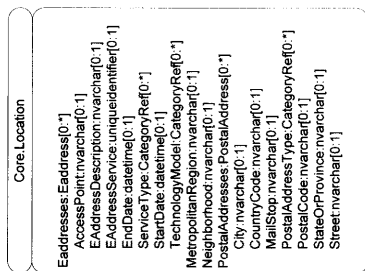 Core.Location
Eaddresses:Eaddress[0:*]
AccessPoint:nvarchar[0:1]
EAddressDescription:nvarchar[0:1]
EAddressService:uniqueidentifier[0:1]
EndDate:datetime[0:1]
ServiceType:CategoryRef[0:*]
StartDate:datetime[0:1]
TechnologyModel:CategoryRef[0:*]
MetropolitanRegion:nvarchar[0:1]
Neighborhood:nvarchar[0:1]
PostalAddresses:PostalAddress[0:*]
City:nvarchar[0:1]
CountryCode:nvarchar[0:1]
MailStop:nvarchar[0:1]
PostalAddressType:CategoryRef[0:*]
PostalCode:nvarchar[0:1]
StateOrProvince:nvarchar[0:1]
Street:nvarchar[0:1]